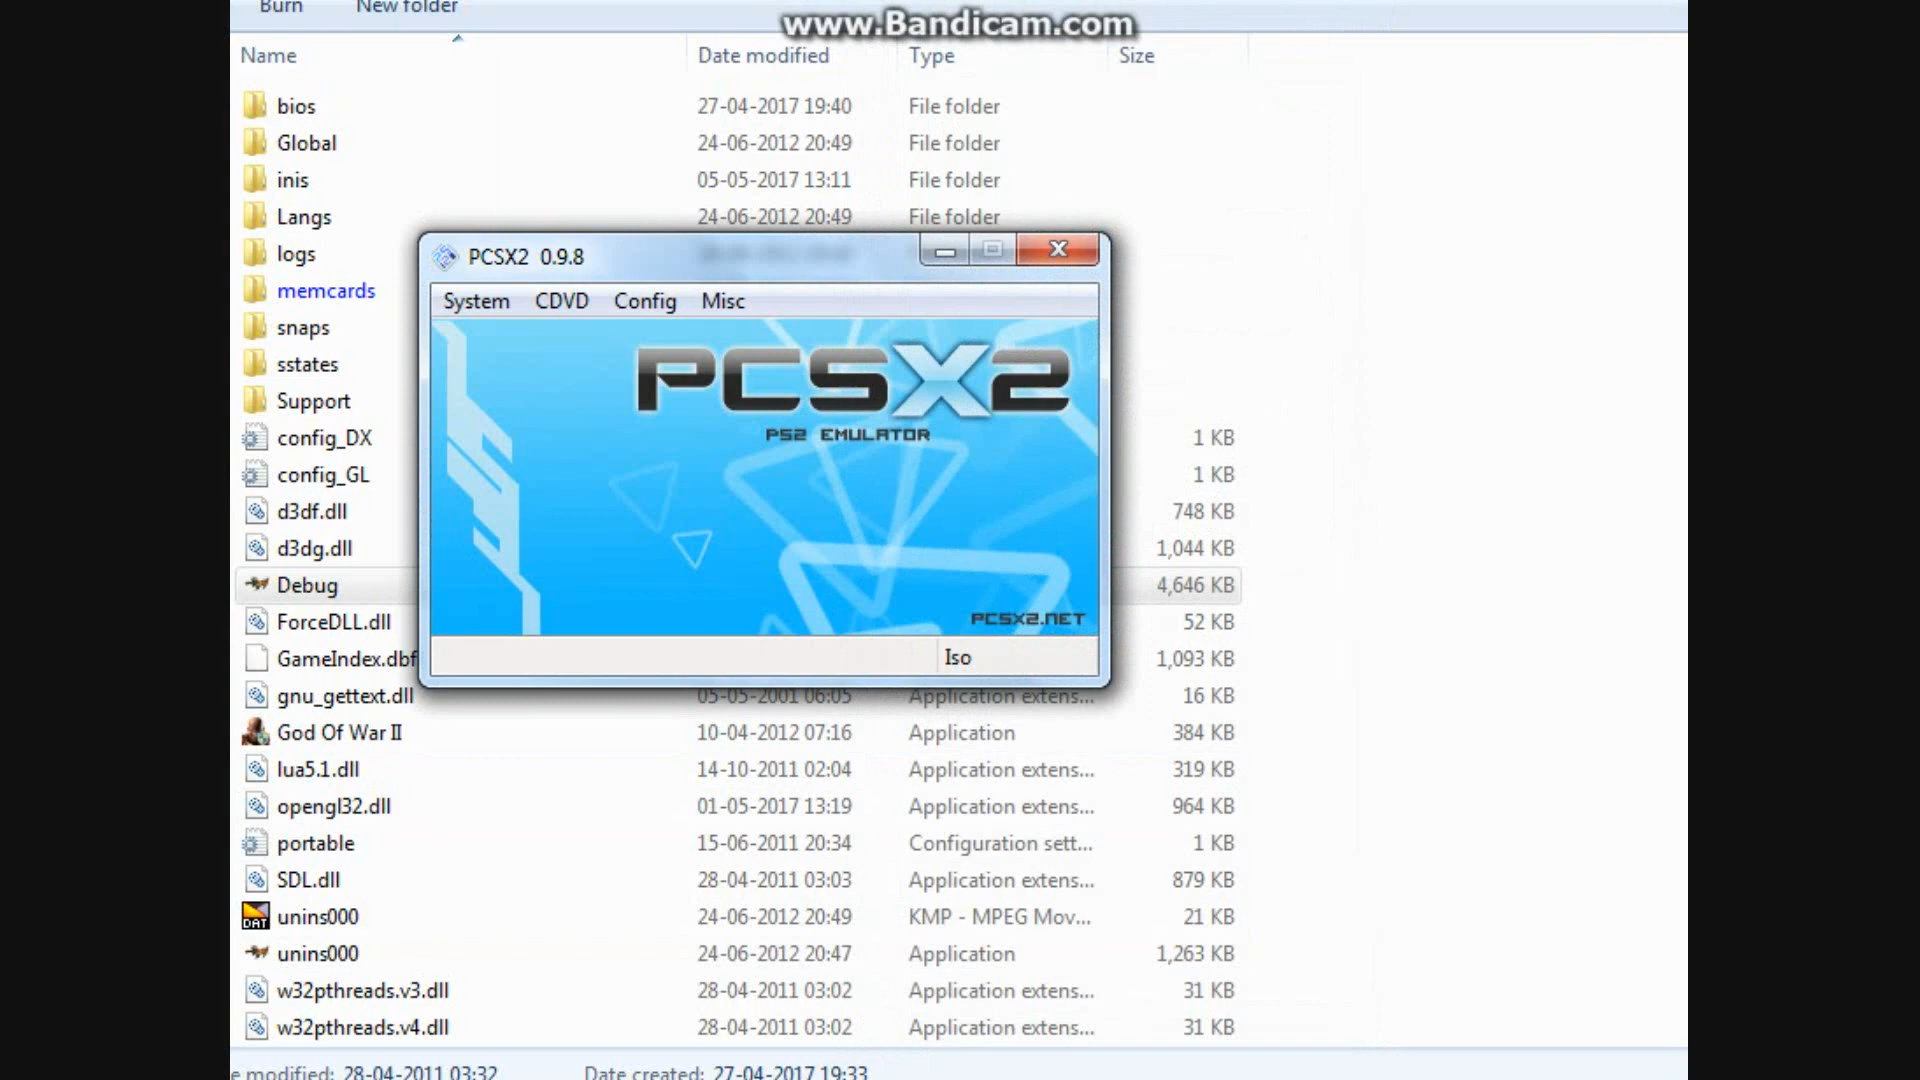 Burn New folder
www.Bandicam.com
Name Date modified Type Size
bios 27-04-2017 19:40 File folder
Global 24-06-2012 20:49 File folder
inis 05-05-2017 13:11 File folder
Langs 24-06-2012 20:49 File folder
logs
memcards
snaps
sstates
Support
config_DX 1 KB
config_GL 1 KB
d3df.dll 748 KB
d3dg.dll 1,044 KB
Debug 4,646 KB
ForceDLL.dll 52 KB
GameIndex.dbf 1,093 KB
gnu_gettext.dll 05-05-2001 06:05 Application extens... 16 KB
God Of War II 10-04-2012 07:16 Application 384 KB
lua5.1.dll 14-10-2011 02:04 Application extens... 319 KB
opengl32.dll 01-05-2017 13:19 Application extens... 964 KB
portable 15-06-2011 20:34 Configuration sett... 1 KB
SDL.dll 28-04-2011 03:03 Application extens... 879 KB
DAT unins000 24-06-2012 20:49 KMP - MPEG Mov... 21 KB
unins000 24-06-2012 20:47 Application 1,263 KB
w32pthreads.v3.dll 28-04-2011 03:02 Application extens... 31 KB
w32pthreads.v4.dll 28-04-2011 03:02 Application extens... 31 KB
e modified: 28-04-2011 03:32 Date created: 27-04-2017 19:33
PCSX2 0.9.8
System CDVD Config Misc
PCSX2
PS2 EMULATOR
PCSX2.NET
Iso